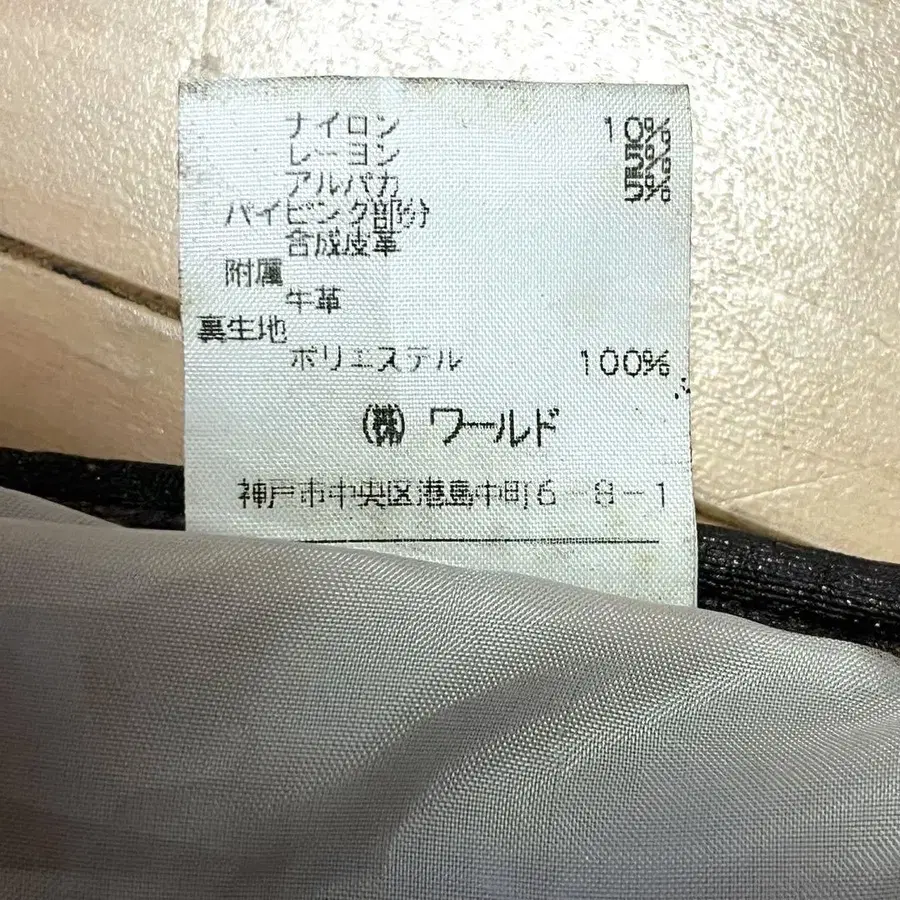 ナイロン 10%
レーヨン 5%
アルパカ 5%
パイピング部分
合成皮革
附属
牛革
裏生地
ポリエステル 100%
㈱ ワールド
神戸市中央区港島中町6-8-1